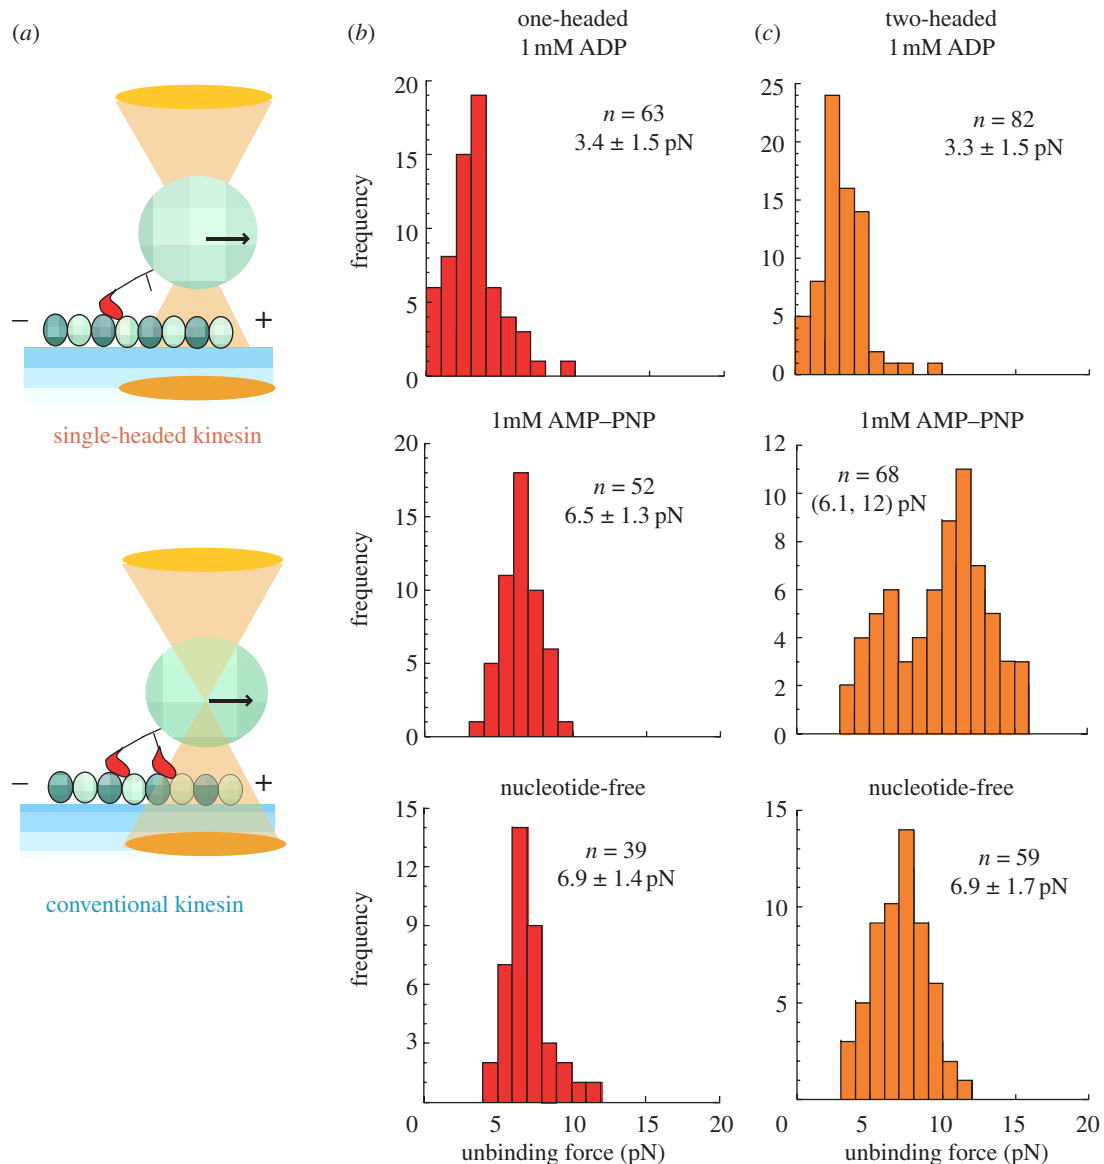 (a)
–
+
single-headed kinesin
–
+
conventional kinesin
(b)
one-headed
1 mM ADP
n = 63
3.4 ± 1.5 pN
frequency
20
15
10
5
0
20
1mM AMP–PNP
n = 52
6.5 ± 1.3 pN
frequency
20
15
10
5
0
20
nucleotide-free
n = 39
6.9 ± 1.4 pN
frequency
15
12
9
6
3
0
5
10
15
20
unbinding force (pN)
(c)
two-headed
1 mM ADP
n = 82
3.3 ± 1.5 pN
25
20
15
10
5
0
20
1mM AMP–PNP
n = 68
(6.1, 12) pN
12
10
8
6
4
2
0
20
nucleotide-free
n = 59
6.9 ± 1.7 pN
15
10
5
0
5
10
15
20
unbinding force (pN)